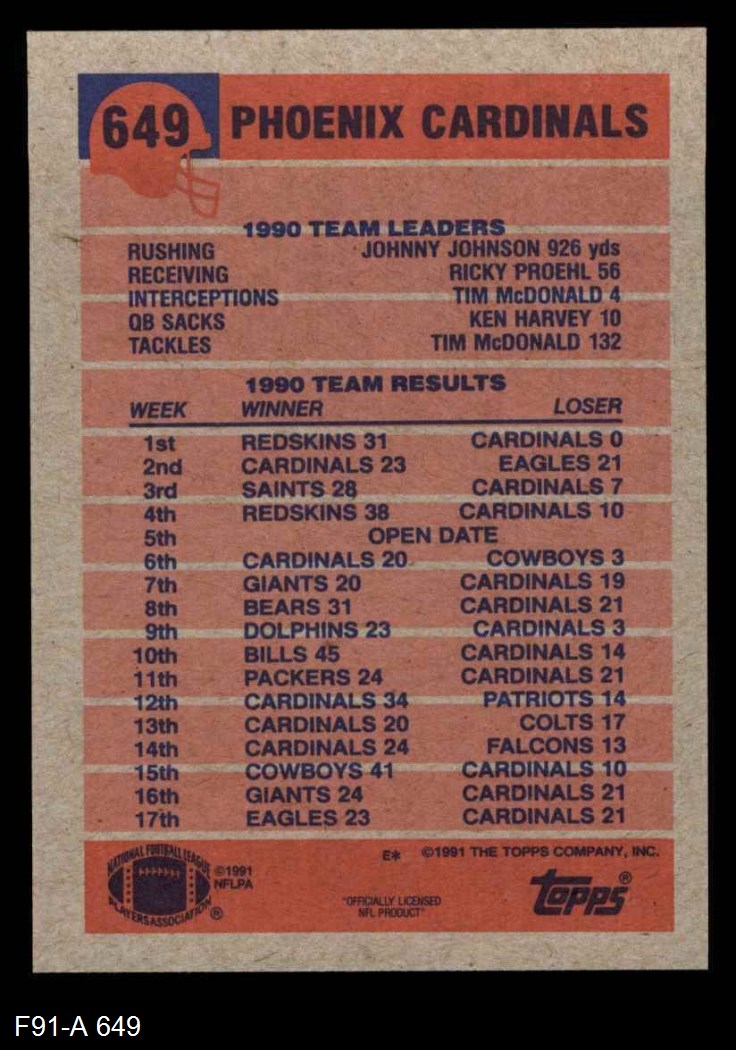 649 PHOENIX CARDINALS
1990 TEAM LEADERS
RUSHING JOHNNY JOHNSON 926 yds
RECEIVING RICKY PROEHL 56
INTERCEPTIONS TIM McDONALD 4
QB SACKS KEN HARVEY 10
TACKLES TIM McDONALD 132
1990 TEAM RESULTS
WEEK WINNER LOSER
1st REDSKINS 31 CARDINALS 0
2nd CARDINALS 23 EAGLES 21
3rd SAINTS 28 CARDINALS 7
4th REDSKINS 38 CARDINALS 10
5th OPEN DATE
6th CARDINALS 20 COWBOYS 3
7th GIANTS 20 CARDINALS 19
8th BEARS 31 CARDINALS 21
9th DOLPHINS 23 CARDINALS 3
10th BILLS 45 CARDINALS 14
11th PACKERS 24 CARDINALS 21
12th CARDINALS 34 PATRIOTS 14
13th CARDINALS 20 COLTS 17
14th CARDINALS 24 FALCONS 13
15th COWBOYS 41 CARDINALS 10
16th GIANTS 24 CARDINALS 21
17th EAGLES 23 CARDINALS 21
NATIONAL FOOTBALL LEAGUE
PLAYERS ASSOCIATION ®
©1991
NFLPA
E* ©1991 THE TOPPS COMPANY, INC.
"OFFICIALLY LICENSED
NFL PRODUCT"
Topps®
F91-A 649